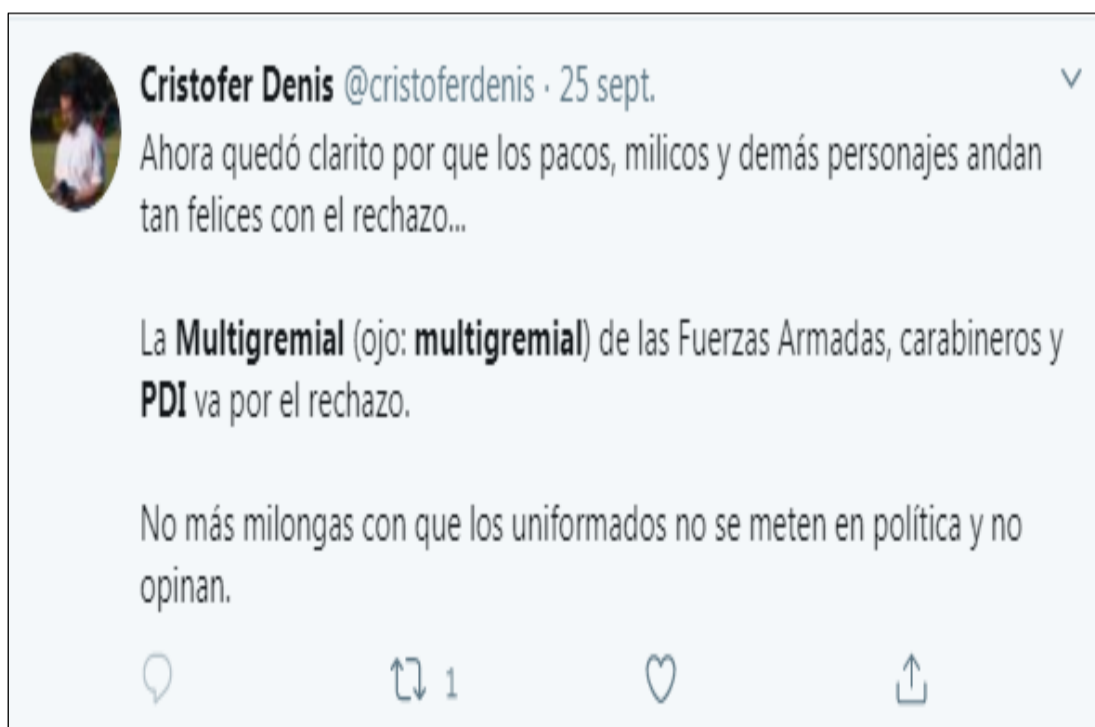 Cristofer Denis @cristoferdenis · 25 sept.
Ahora quedó clarito por que los pacos, milicos y demás personajes andan
tan felices con el rechazo...
La Multigremial (ojo: multigremial) de las Fuerzas Armadas, carabineros y
PDI va por el rechazo.
No más milongas con que los uniformados no se meten en política y no
opinan.
1